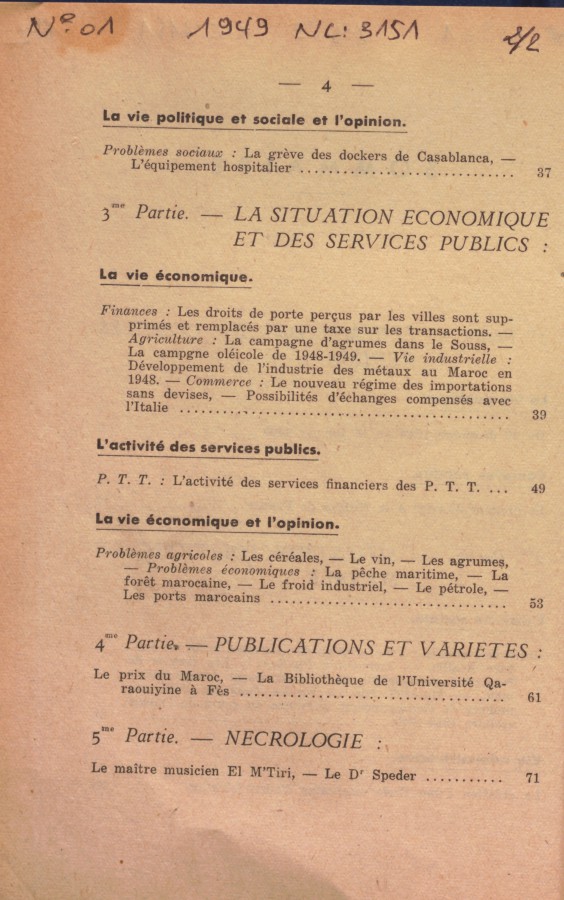 N° 01 1949 NL: 3151 2/2
— 4 —
La vie politique et sociale et l'opinion.
Problèmes sociaux : La grève des dockers de Casablanca, —
L'équipement hospitalier .............................. 37
3me Partie. — LA SITUATION ECONOMIQUE
ET DES SERVICES PUBLICS :
La vie économique.
Finances : Les droits de porte perçus par les villes sont sup-
primés et remplacés par une taxe sur les transactions. —
Agriculture : La campagne d'agrumes dans le Souss, —
La campgne oléicole de 1948-1949. — Vie industrielle :
Développement de l'industrie des métaux au Maroc en
1948. — Commerce : Le nouveau régime des importations
sans devises, — Possibilités d'échanges compensés avec
l'Italie .............................................. 39
L'activité des services publics.
P. T. T. : L'activité des services financiers des P. T. T. ... 49
La vie économique et l'opinion.
Problèmes agricoles : Les céréales, — Le vin, — Les agrumes,
— Problèmes économiques : La pêche maritime, — La
forêt marocaine, — Le froid industriel, — Le pétrole, —
Les ports marocains .................................. 53
4me Partie. — PUBLICATIONS ET VARIETES :
Le prix du Maroc, — La Bibliothèque de l'Université Qa-
raouiyine à Fès ...................................... 61
5me Partie. — NECROLOGIE :
Le maître musicien El M'Tiri, — Le Dr Speder ........... 71